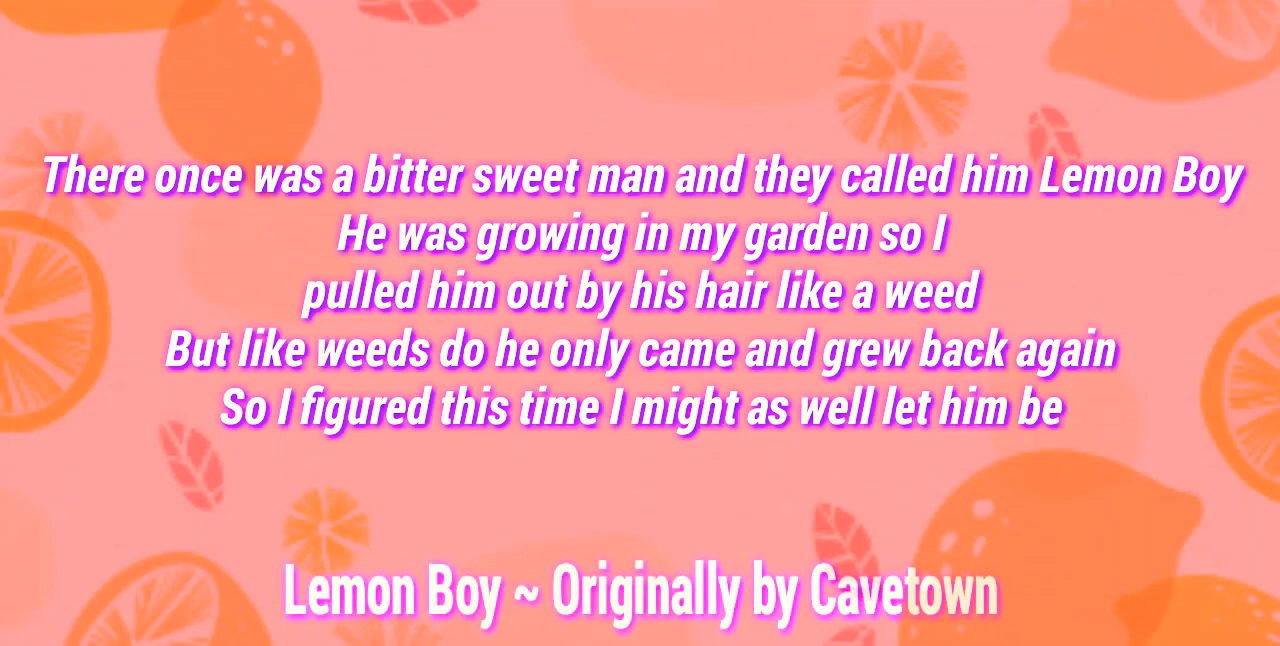 There once was a bitter sweet man and they called him Lemon Boy
He was growing in my garden so I
pulled him out by his hair like a weed
But like weeds do he only came and grew back again
So I figured this time I might as well let him be
Lemon Boy ~ Originally by Cavetown